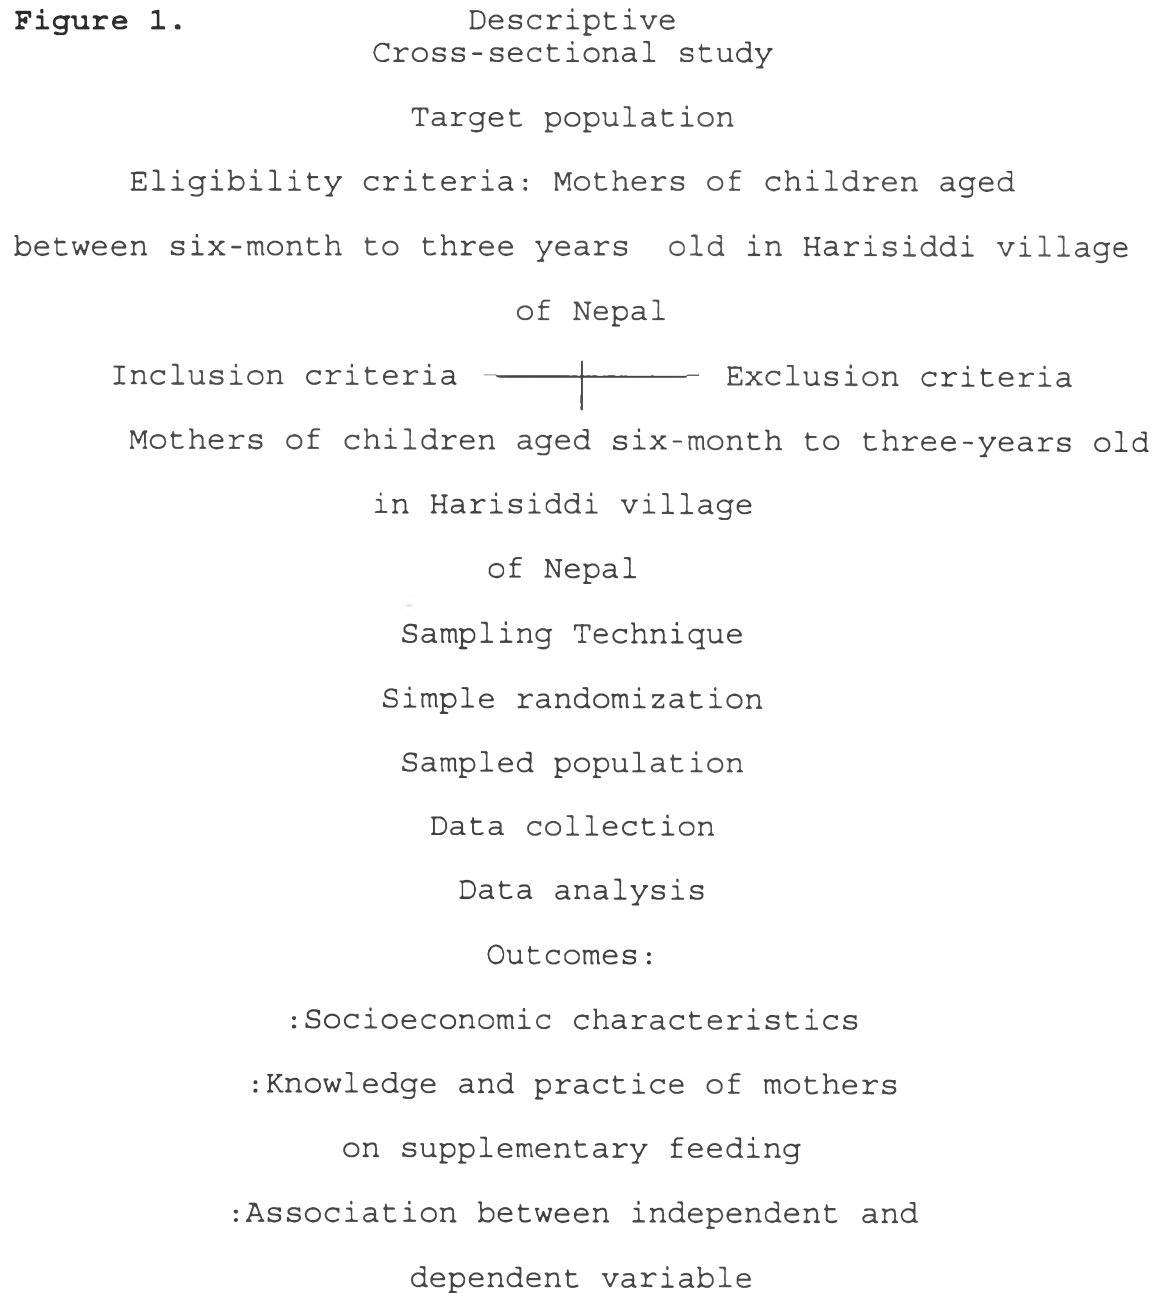 Figure 1. Descriptive
Cross-sectional study
Target population
Eligibility criteria: Mothers of children aged
between six-month to three years old in Harisiddi village
of Nepal
Inclusion criteria Exclusion criteria
Mothers of children aged six-month to three-years old
in Harisiddi village
of Nepal
Sampling Technique
Simple randomization
Sampled population
Data collection
Data analysis
Outcomes:
:Socioeconomic characteristics
:Knowledge and practice of mothers
on supplementary feeding
:Association between independent and
dependent variable